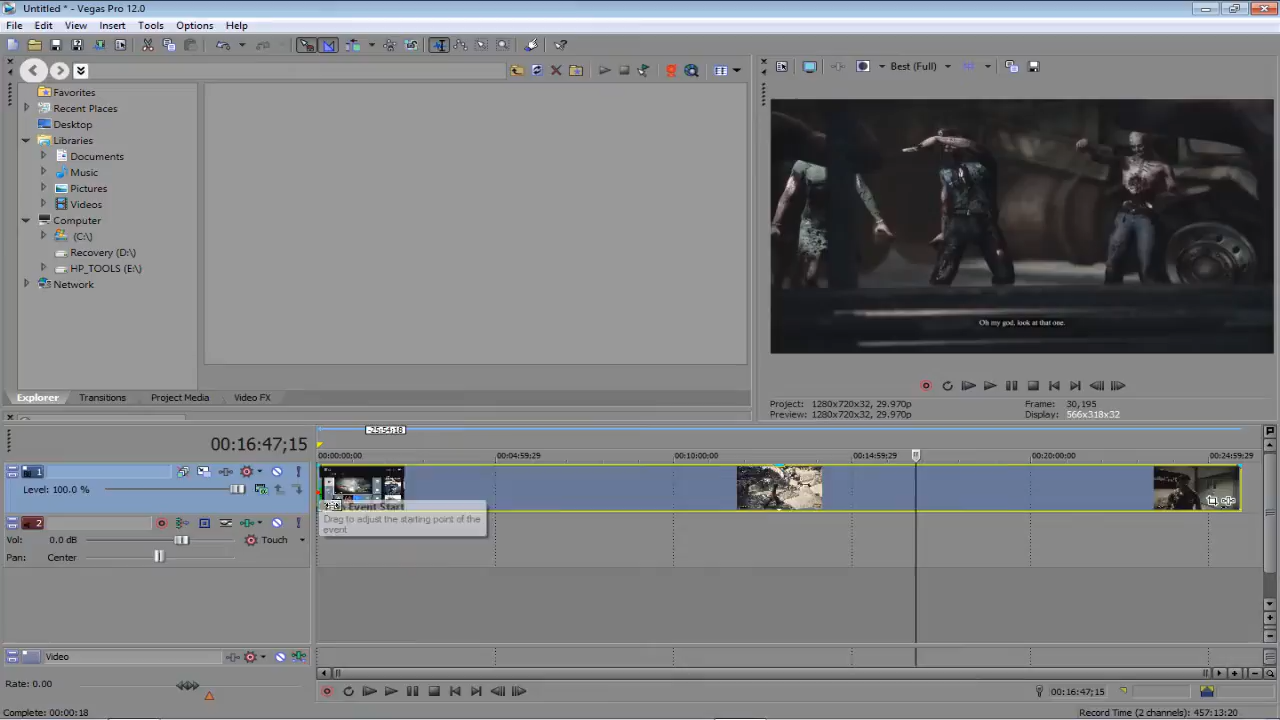 Untitled * - Vegas Pro 12.0
File Edit View Insert Tools Options Help
Best (Full)
Favorites
Recent Places
Desktop
Libraries
Documents
Music
Pictures
Videos
Computer
(C:\)
Recovery (D:\)
HP_TOOLS (E:\)
Network
Oh my god, look at that one.
Explorer Transitions Project Media Video FX
Project: 1280x720x32, 29.970p Frame: 30,195
Preview: 1280x720x32, 29.970p Display: 566x318x32
-25:54:18
00:16:47;15
00:00:00;00 00:04:59;29 00:10:00;00 00:14:59;29 00:20:00;00 00:24:59;29
1
Level: 100.0 %
Event Start
Drag to adjust the starting point of the
event
2
Vol: 0.0 dB Touch
Pan: Center
Video
Rate: 0.00
00:16:47;15
Complete: 00:00:18 Record Time (2 channels): 457:13:20